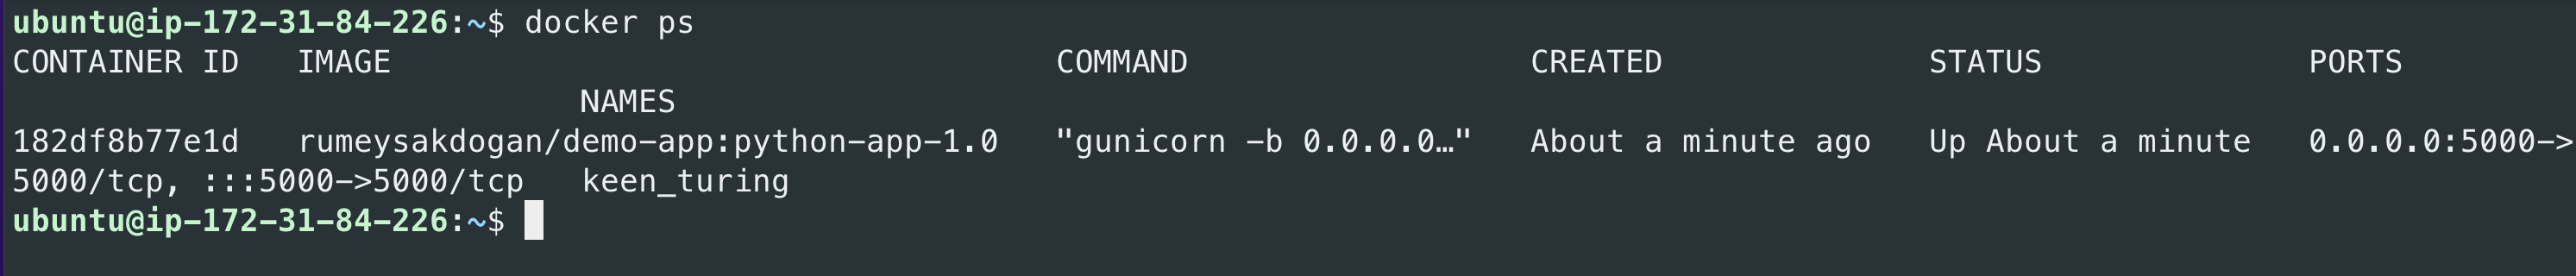 ubuntu@ip-172-31-84-226:~$ docker ps
CONTAINER ID   IMAGE                                   COMMAND                  CREATED              STATUS              PORTS
                              NAMES
182df8b77e1d   rumeysakdogan/demo-app:python-app-1.0   "gunicorn -b 0.0.0.0…"   About a minute ago   Up About a minute   0.0.0.0:5000->
5000/tcp, :::5000->5000/tcp   keen_turing
ubuntu@ip-172-31-84-226:~$